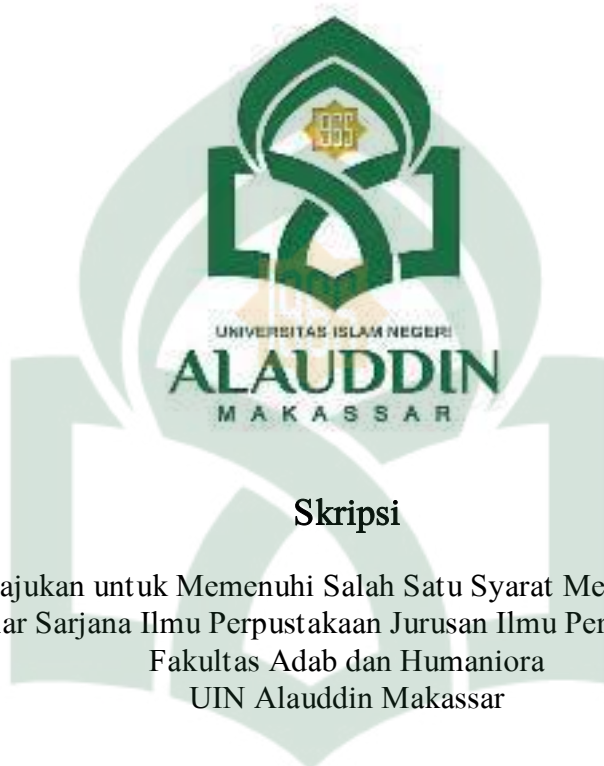 UNIVERSITAS ISLAM NEGERI
ALAUDDIN
MAKASSAR
Skripsi
ajukan untuk Memenuhi Salah Satu Syarat Me
ar Sarjana Ilmu Perpustakaan Jurusan Ilmu Per
Fakultas Adab dan Humaniora
UIN Alauddin Makassar